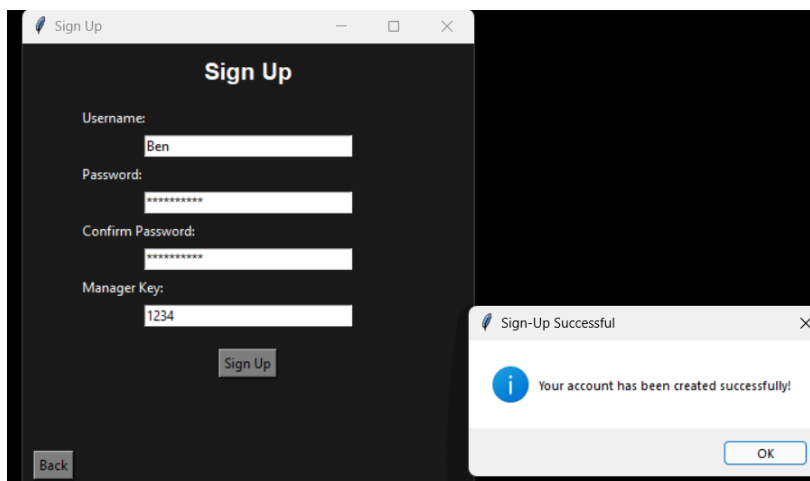 Sign Up
Sign Up
Username:
Ben
Password:
**********
Confirm Password:
**********
Manager Key:
1234
Sign Up
Back
Sign-Up Successful
Your account has been created successfully!
OK